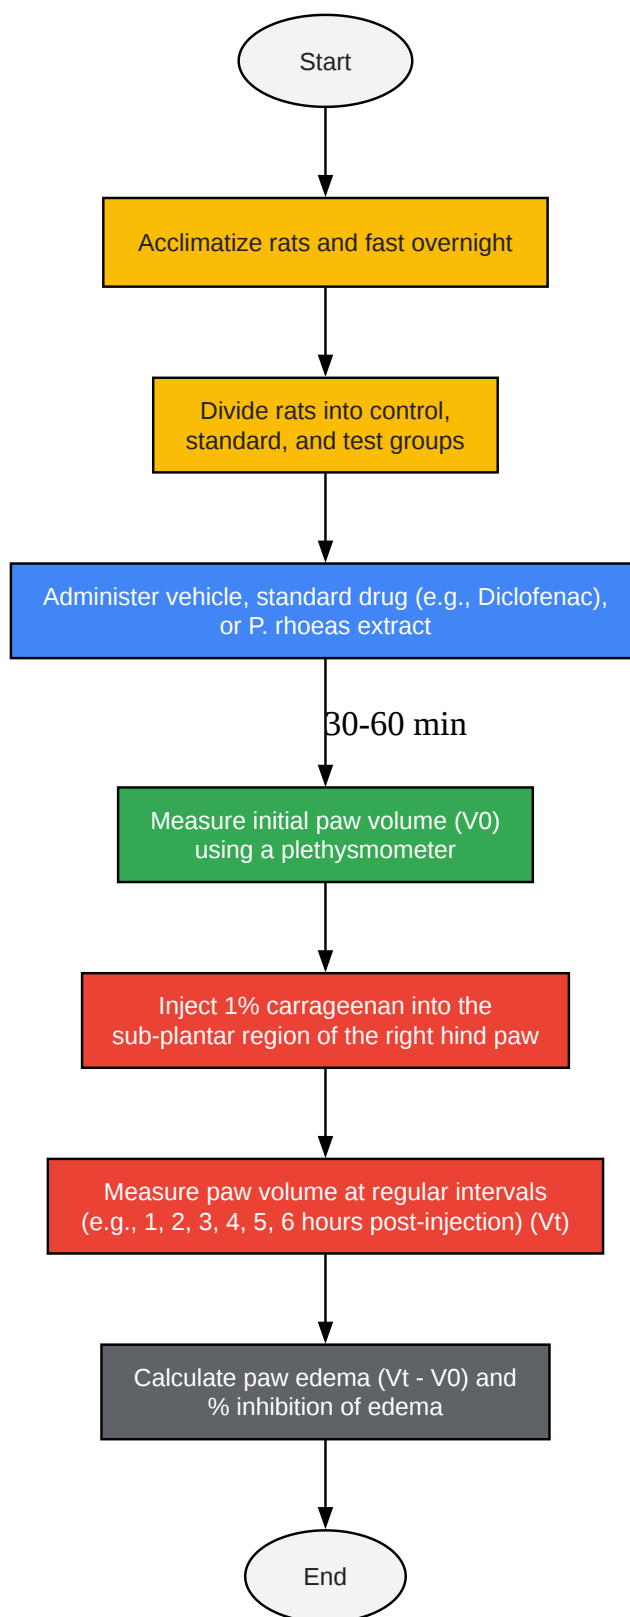 Start
Acclimatize rats and fast overnight
Divide rats into control,
standard, and test groups
Administer vehicle, standard drug (e.g., Diclofenac),
or P. rhoeas extract
30-60 min
Measure initial paw volume (V0)
using a plethysmometer
Inject 1% carrageenan into the
sub-plantar region of the right hind paw
Measure paw volume at regular intervals
(e.g., 1, 2, 3, 4, 5, 6 hours post-injection) (Vt)
Calculate paw edema (Vt - V0) and
% inhibition of edema
End